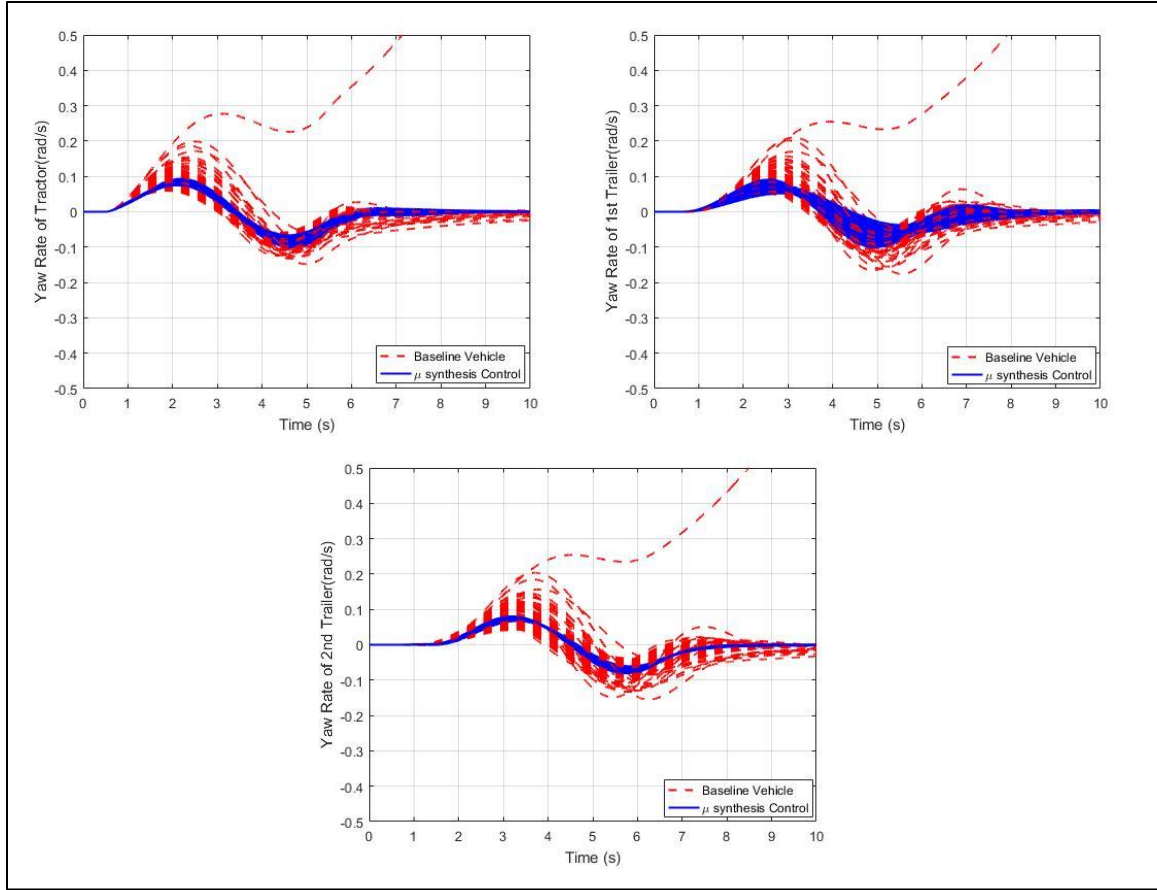 0.5
0.4
0.3
0.2
0.1
0
-0.1
-0.2
-0.3
-0.4
-0.5
Yaw Rate of Tractor(rad/s)
Baseline Vehicle
μ synthesis Control
0 1 2 3 4 5 6 7 8 9 10
Time (s)
0.5
0.4
0.3
0.2
0.1
0
-0.1
-0.2
-0.3
-0.4
-0.5
Yaw Rate of 1st Trailer(rad/s)
Baseline Vehicle
μ synthesis Control
0 1 2 3 4 5 6 7 8 9 10
Time (s)
0.5
0.4
0.3
0.2
0.1
0
-0.1
-0.2
-0.3
-0.4
-0.5
Yaw Rate of 2nd Trailer(rad/s)
Baseline Vehicle
μ synthesis Control
0 1 2 3 4 5 6 7 8 9 10
Time (s)